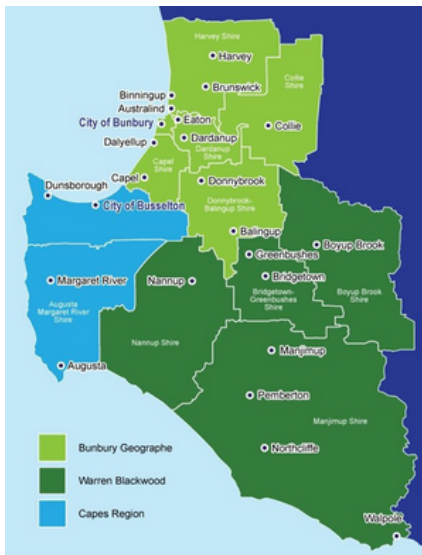 Harvey Shire
Harvey
Collie
Shire
Binningup
Brunswick
Australind
City of Bunbury
Eaton
Collie
Dardanup
Dardanup
Shire
Dalyellup
Capel
Shire
Capel
Donnybrook
Dunsborough
City of Busselton
Donnybrook-
Balingup Shire
Balingup
Boyup Brook
Greenbushes
Margaret River
Nannup
Bridgetown
Bridgetown-
Greenbushes
Shire
Boyup Brook
Shire
Augusta
Margaret River
Shire
Nannup Shire
Manjimup
Augusta
Pemberton
Manjimup Shire
Bunbury Geographe
Northcliffe
Warren Blackwood
Capes Region
Walpole